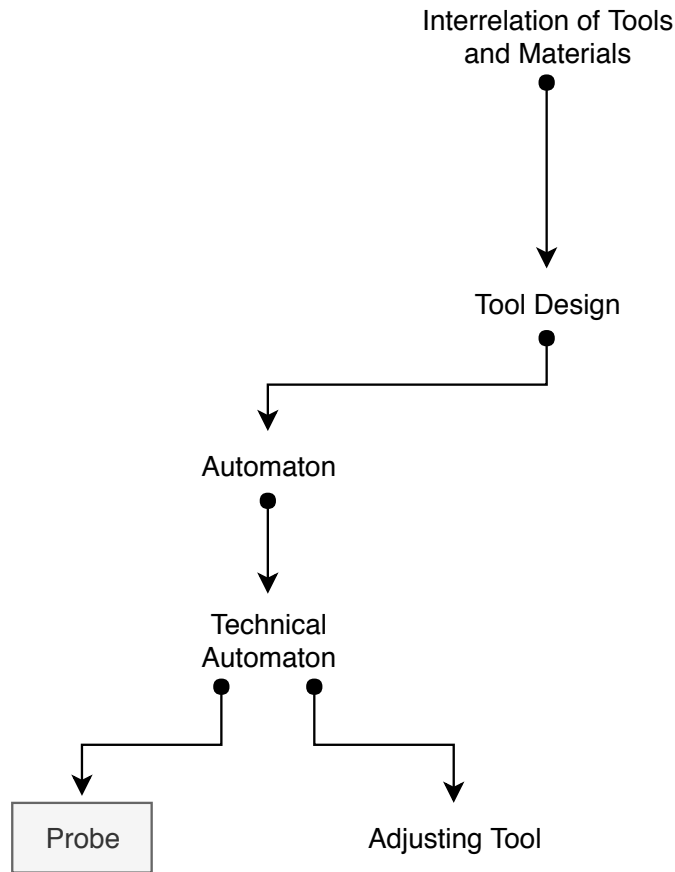 Interrelation of Tools
and Materials
Tool Design
Automaton
Technical
Automaton
Probe
Adjusting Tool